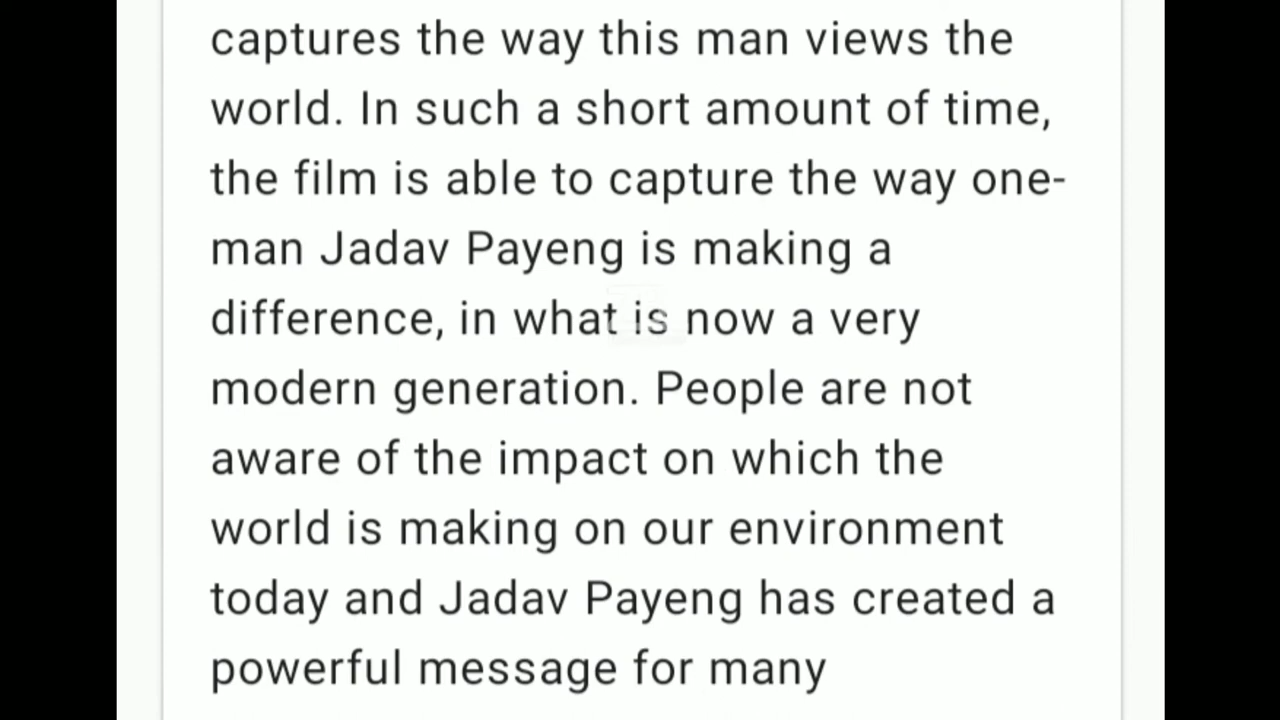 captures the way this man views the
world. In such a short amount of time,
the film is able to capture the way one-
man Jadav Payeng is making a
difference, in what is now a very
modern generation. People are not
aware of the impact on which the
world is making on our environment
today and Jadav Payeng has created a
powerful message for many